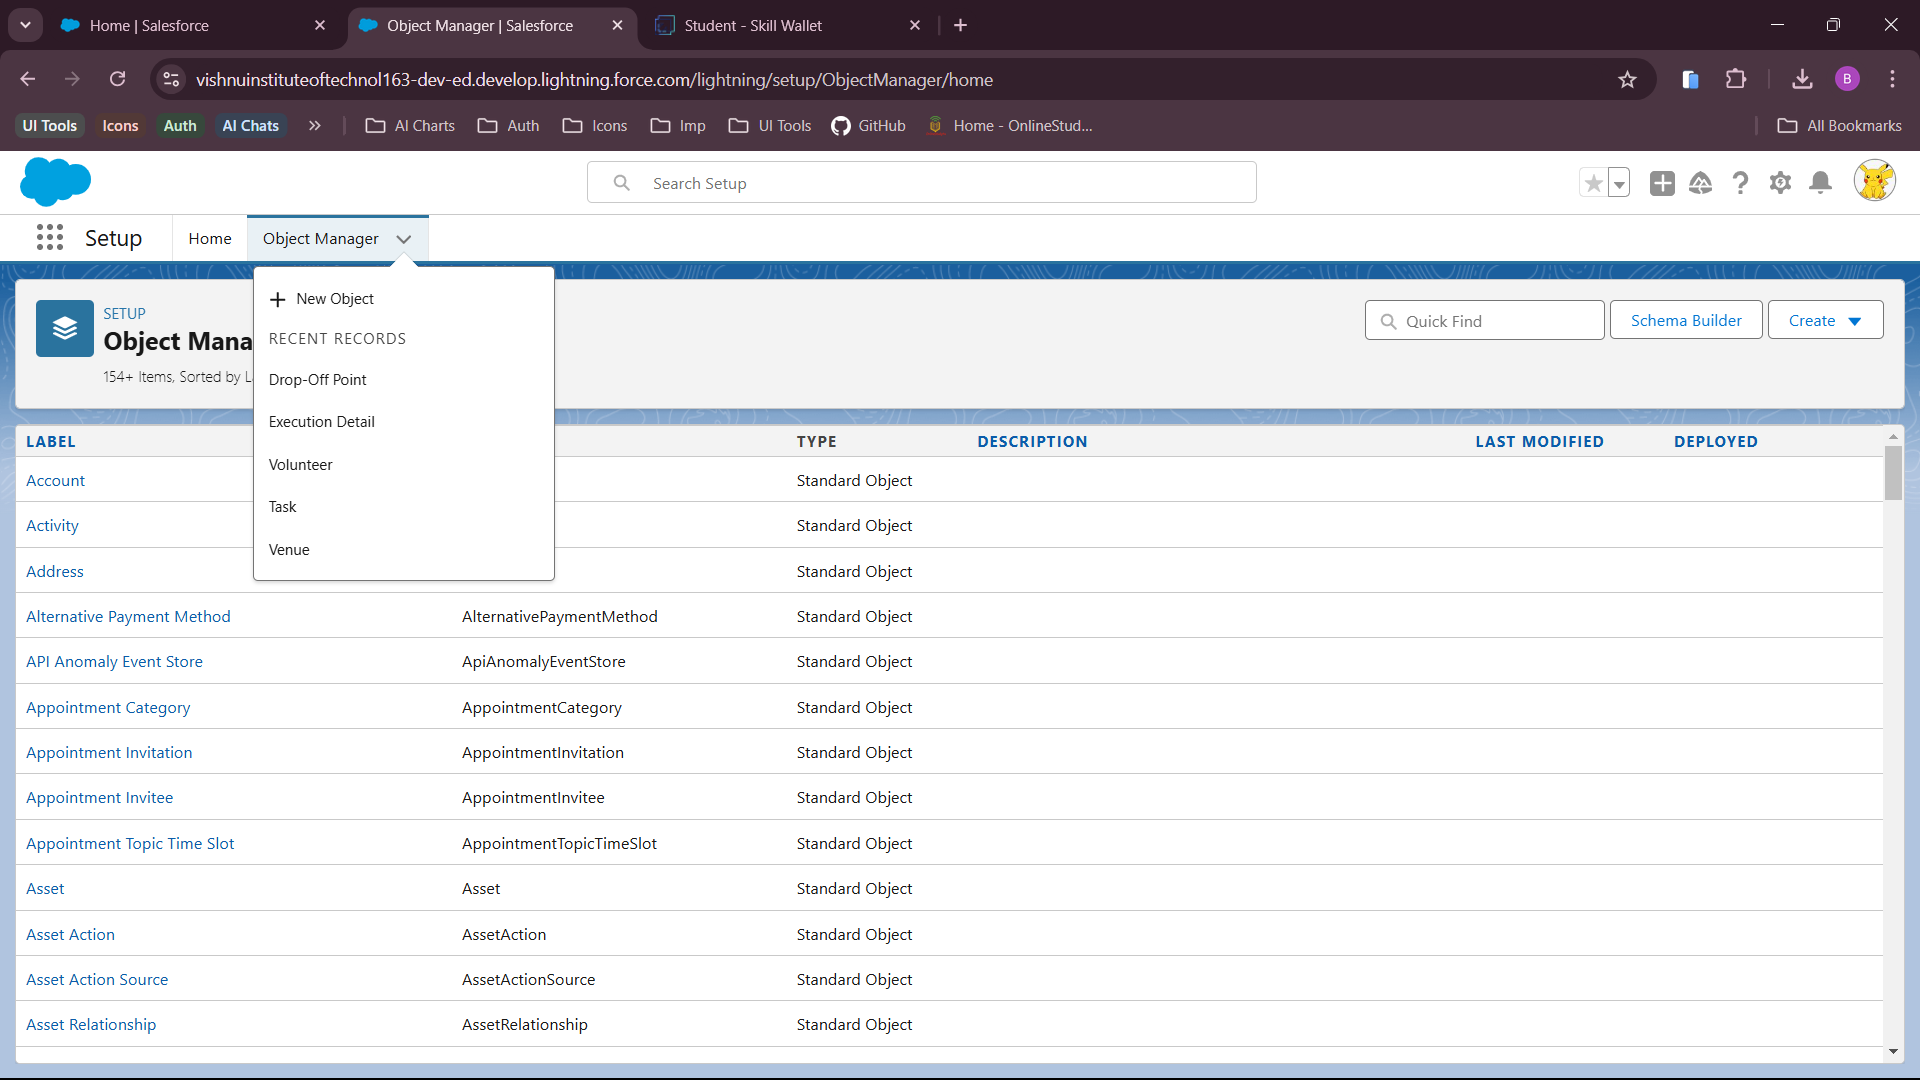 Home | Salesforce
Object Manager | Salesforce
Student - Skill Wallet
vishnuinstituteoftechnol163-dev-ed.develop.lightning.force.com/lightning/setup/ObjectManager/home
B
UI Tools Icons Auth AI Chats » AI Charts Auth Icons Imp UI Tools GitHub Home - OnlineStud... All Bookmarks
Search Setup
Setup Home Object Manager
New Object
RECENT RECORDS
Drop-Off Point
Execution Detail
Volunteer
Task
Venue
SETUP
Object Mana
154+ Items, Sorted by L
Quick Find Schema Builder Create
LABEL TYPE DESCRIPTION LAST MODIFIED DEPLOYED
Account Standard Object
Activity Standard Object
Address Standard Object
Alternative Payment Method AlternativePaymentMethod Standard Object
API Anomaly Event Store ApiAnomalyEventStore Standard Object
Appointment Category AppointmentCategory Standard Object
Appointment Invitation AppointmentInvitation Standard Object
Appointment Invitee AppointmentInvitee Standard Object
Appointment Topic Time Slot AppointmentTopicTimeSlot Standard Object
Asset Asset Standard Object
Asset Action AssetAction Standard Object
Asset Action Source AssetActionSource Standard Object
Asset Relationship AssetRelationship Standard Object